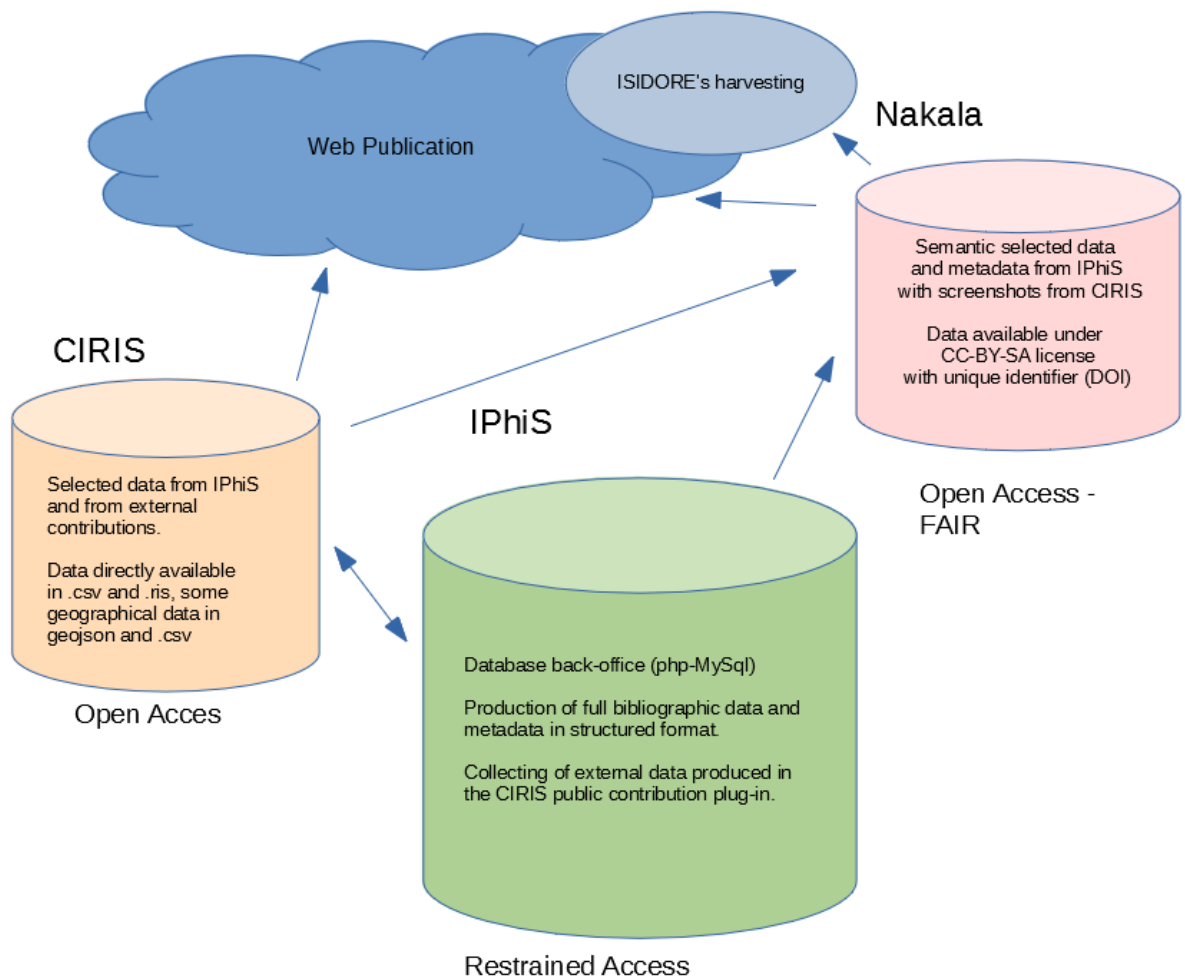 ISIDORE's harvesting
Web Publication
Nakala
Semantic selected data
and metadata from IPhiS
with screenshots from CIRIS
Data available under
CC-BY-SA license
with unique identifier (DOI)
Open Access -
FAIR
CIRIS
Selected data from IPhiS
and from external
contributions.
Data directly available
in .csv and .ris, some
geographical data in
geojson and .csv
Open Acces
IPhiS
Database back-office (php-MySql)
Production of full bibliographic data and
metadata in structured format.
Collecting of external data produced in
the CIRIS public contribution plug-in.
Restrained Access